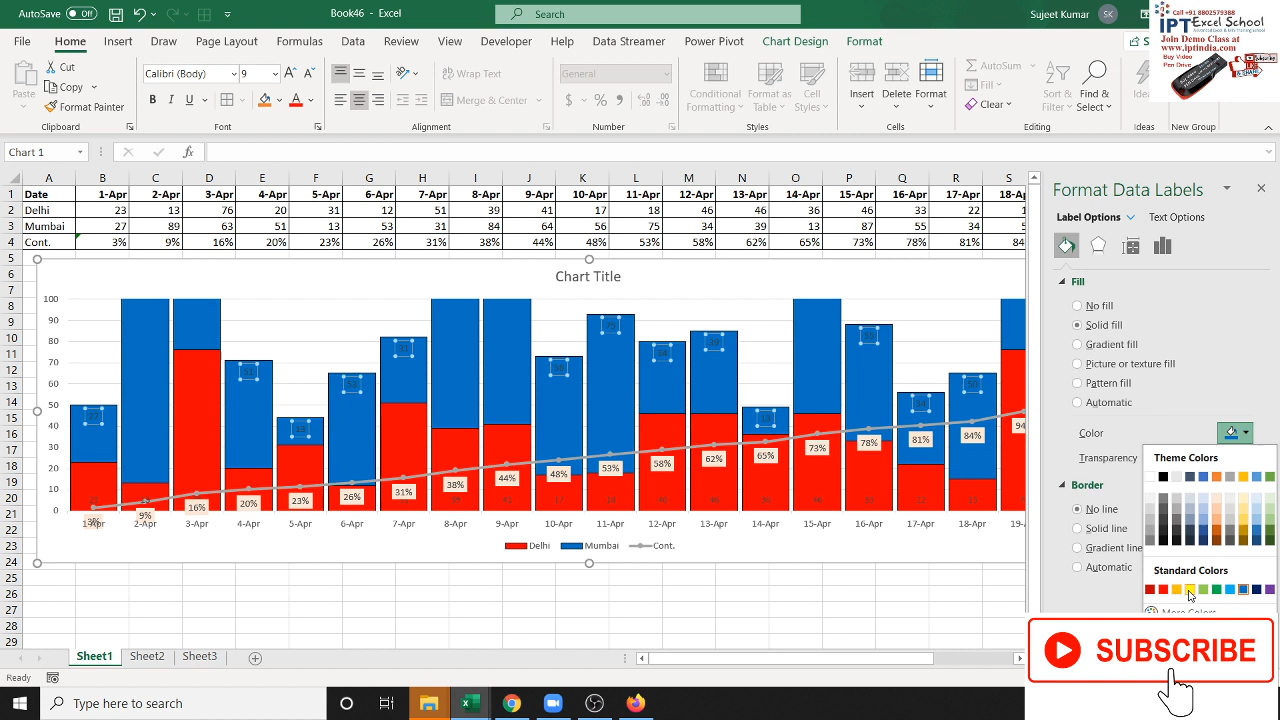 AutoSave Off
Book46 - Excel
Search
Sujeet Kumar SK
Call +91 8802579388
IPT Excel School
Join Demo Class at
www.iptindia.com
Buy Video
Pen Drive
File Home Insert Draw Page Layout Formulas Data Review View Developer Help Data Streamer Power Pivot Chart Design Format
Paste Cut Copy Format Painter
Calibri (Body) 9
B I U
Wrap Text
Merge & Center
General
Conditional Formatting Format as Table Cell Styles
Insert Delete Format
AutoSum Fill Clear
Sort & Filter Find & Select
Clipboard Font Alignment Number Styles Cells Editing Ideas New Group
Chart 1
fx
A B C D E F G H I J K L M N O P Q R S
1 Date 1-Apr 2-Apr 3-Apr 4-Apr 5-Apr 6-Apr 7-Apr 8-Apr 9-Apr 10-Apr 11-Apr 12-Apr 13-Apr 14-Apr 15-Apr 16-Apr 17-Apr 18-Apr
2 Delhi 23 13 76 20 31 12 51 39 41 17 18 46 46 36 46 33 22
3 Mumbai 27 89 63 51 13 53 31 84 64 56 75 34 39 13 87 55 34
4 Cont. 3% 9% 16% 20% 23% 26% 31% 38% 44% 48% 53% 58% 62% 65% 73% 78% 81% 84
Chart Title
100
90
80
70
60
50
40
30
20
10
0
3% 9% 16% 20% 23% 26% 31% 38% 44% 48% 53% 58% 62% 65% 73% 78% 81% 84% 94
2-Apr 3-Apr 4-Apr 5-Apr 6-Apr 7-Apr 8-Apr 9-Apr 10-Apr 11-Apr 12-Apr 13-Apr 14-Apr 15-Apr 16-Apr 17-Apr 18-Apr 19-
Delhi Mumbai Cont.
Format Data Labels
Label Options Text Options
Fill
No fill
Solid fill
Gradient fill
Picture or texture fill
Pattern fill
Automatic
Color
Transparency
Border
No line
Solid line
Gradient line
Automatic
Theme Colors
Standard Colors
More Colors
SUBSCRIBE
Sheet1 Sheet2 Sheet3
Ready
Type here to search